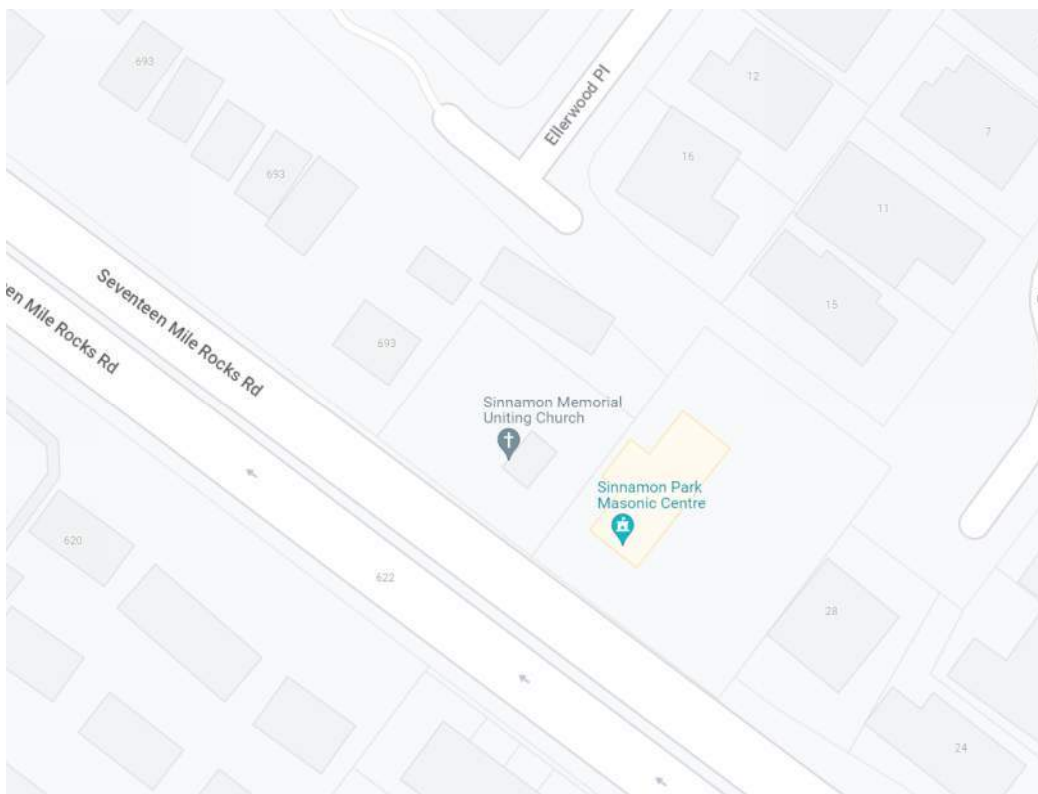 693
12
Ellerwood Pl
7
16
693
11
Seventeen Mile Rocks Rd
15
en Mile Rocks Rd
693
Sinnamon Memorial
Uniting Church
Sinnamon Park
Masonic Centre
620
622
28
24